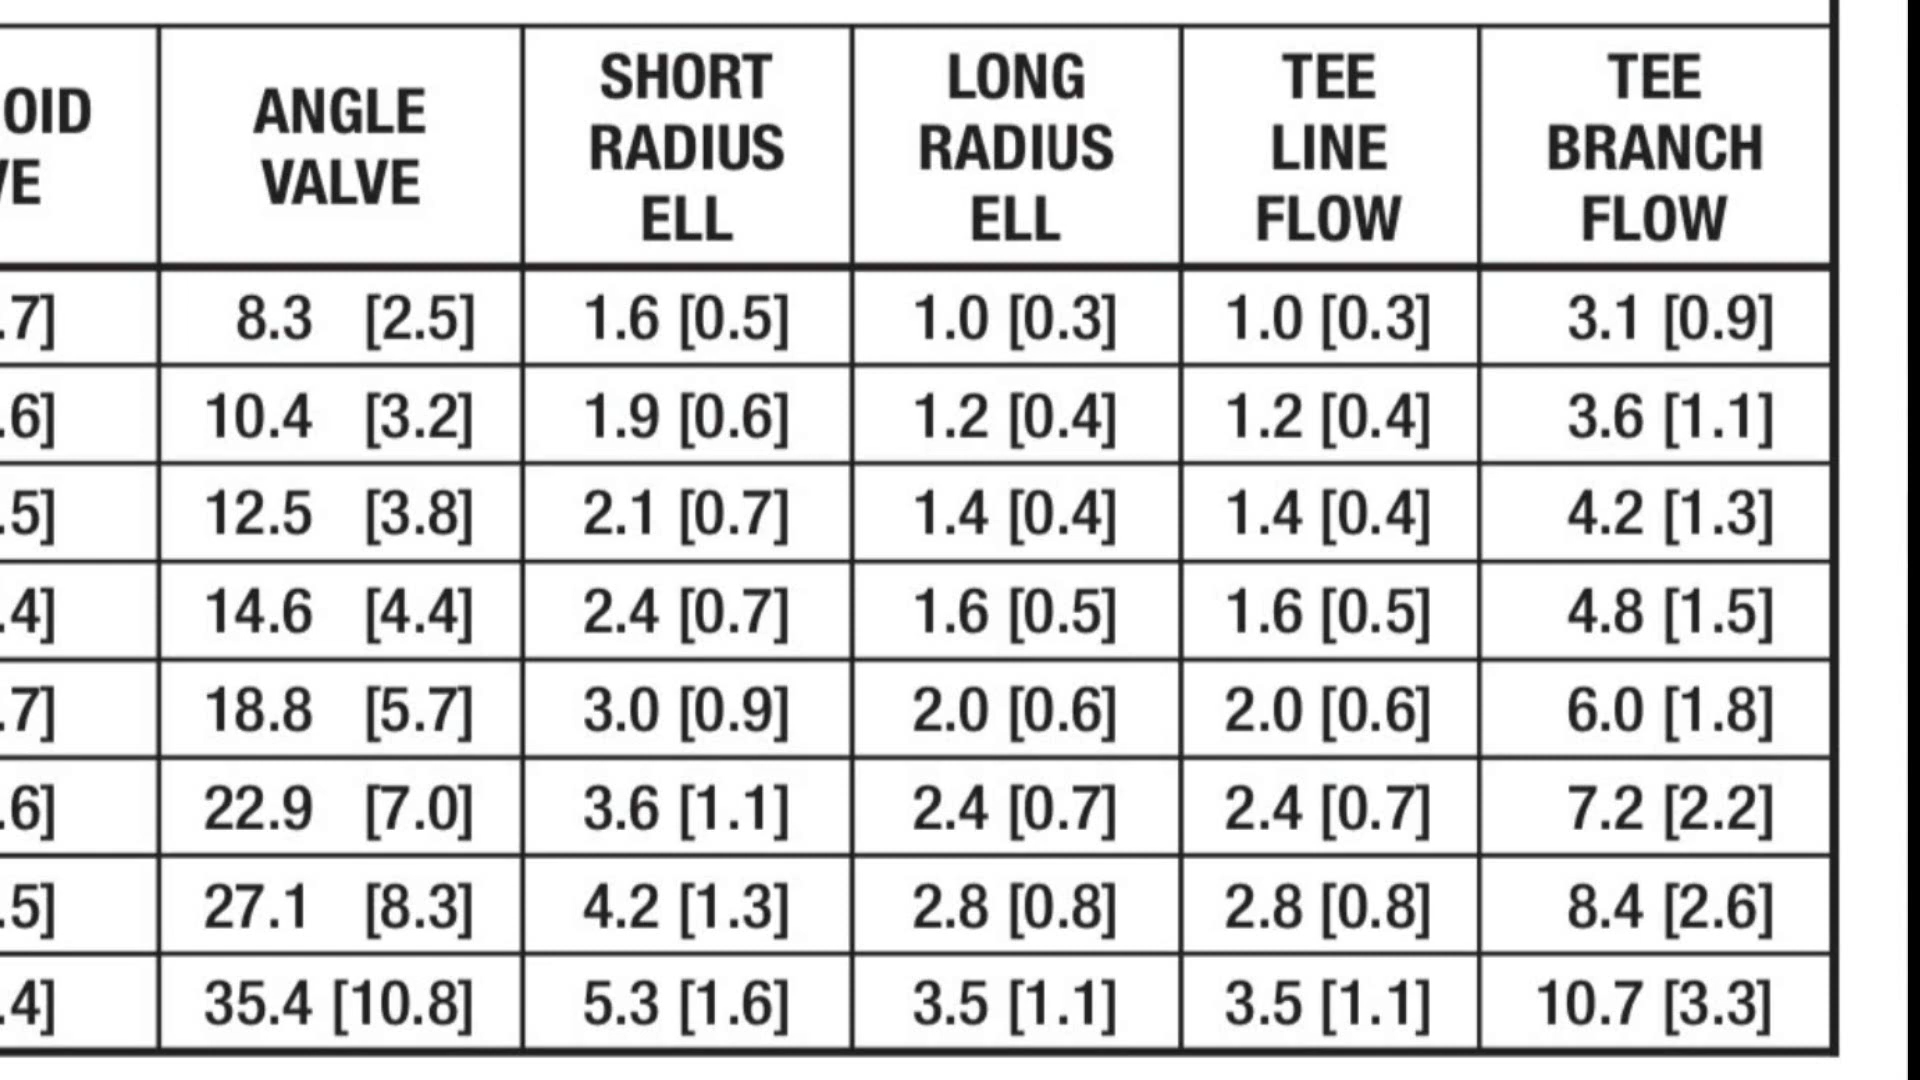 OID VE
ANGLE VALVE
SHORT RADIUS ELL
LONG RADIUS ELL
TEE LINE FLOW
TEE BRANCH FLOW
.7] 8.3 [2.5] 1.6 [0.5] 1.0 [0.3] 1.0 [0.3] 3.1 [0.9]
.6] 10.4 [3.2] 1.9 [0.6] 1.2 [0.4] 1.2 [0.4] 3.6 [1.1]
.5] 12.5 [3.8] 2.1 [0.7] 1.4 [0.4] 1.4 [0.4] 4.2 [1.3]
.4] 14.6 [4.4] 2.4 [0.7] 1.6 [0.5] 1.6 [0.5] 4.8 [1.5]
.7] 18.8 [5.7] 3.0 [0.9] 2.0 [0.6] 2.0 [0.6] 6.0 [1.8]
.6] 22.9 [7.0] 3.6 [1.1] 2.4 [0.7] 2.4 [0.7] 7.2 [2.2]
.5] 27.1 [8.3] 4.2 [1.3] 2.8 [0.8] 2.8 [0.8] 8.4 [2.6]
.4] 35.4 [10.8] 5.3 [1.6] 3.5 [1.1] 3.5 [1.1] 10.7 [3.3]